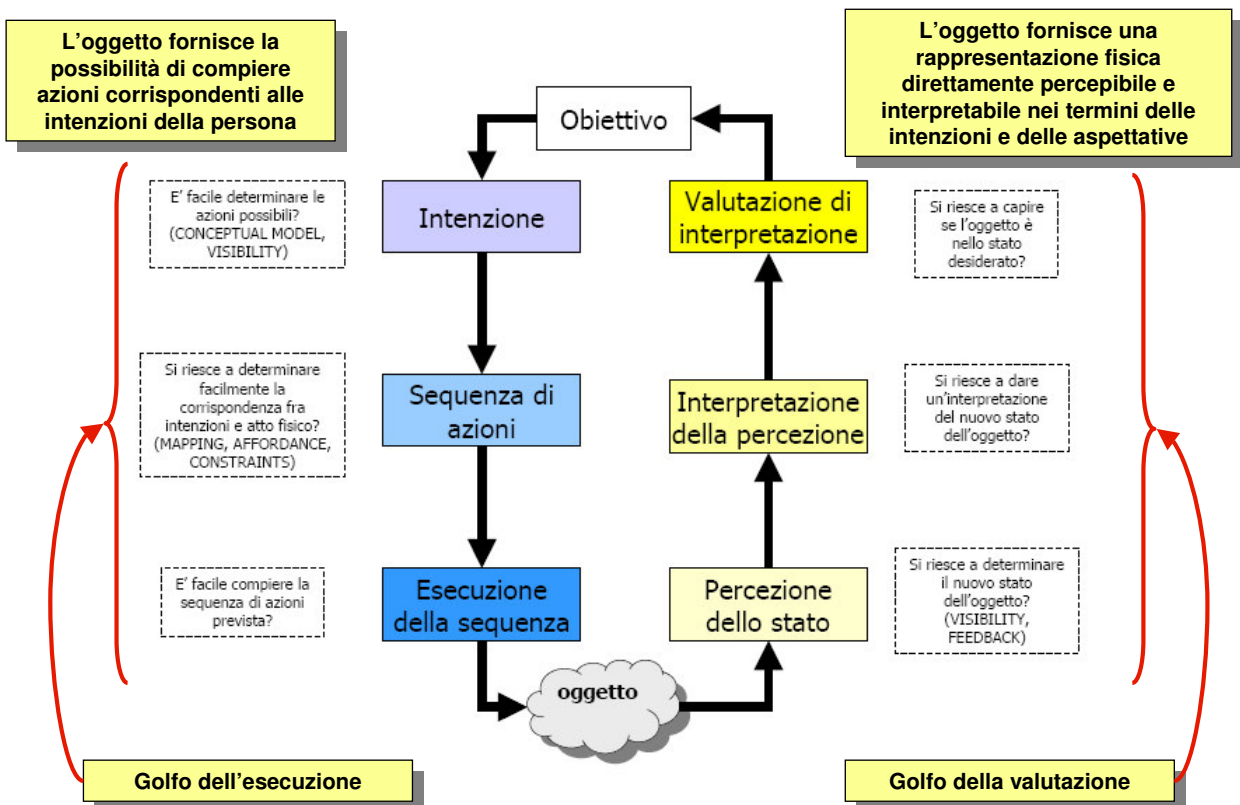 L'oggetto fornisce la
possibilità di compiere
azioni corrispondenti alle
intenzioni della persona
L'oggetto fornisce una
rappresentazione fisica
direttamente percepibile e
interpretabile nei termini delle
intenzioni e delle aspettative
Obiettivo
E' facile determinare le
azioni possibili?
(CONCEPTUAL MODEL,
VISIBILITY)
Intenzione
Valutazione di
interpretazione
Si riesce a capire
se l'oggetto è
nello stato
desiderato?
Si riesce a determinare
facilmente la
corrispondenza fra
intenzioni e atto fisico?
(MAPPING, AFFORDANCE,
CONSTRAINTS)
Sequenza di
azioni
Interpretazione
della percezione
Si riesce a dare
un'interpretazione
del nuovo stato
dell'oggetto?
E' facile compiere la
sequenza di azioni
prevista?
Esecuzione
della sequenza
Percezione
dello stato
Si riesce a determinare
il nuovo stato
dell'oggetto?
(VISIBILITY,
FEEDBACK)
oggetto
Golfo dell'esecuzione
Golfo della valutazione